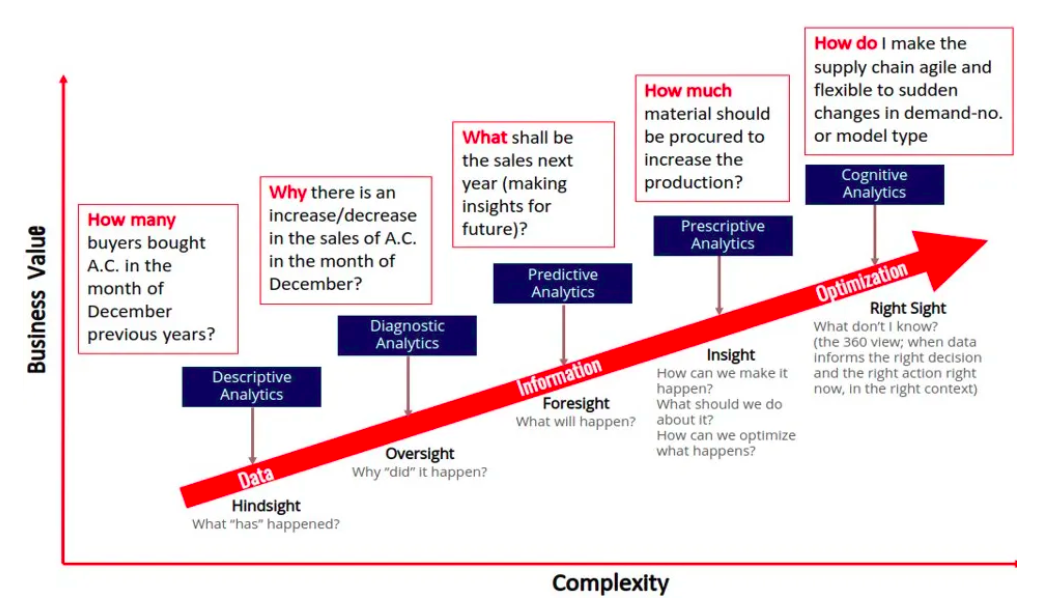 How do I make the
supply chain agile and
flexible to sudden
changes in demand-no.
or model type
How much
material should
be procured to
increase the
production?
What shall be
the sales next
year (making
insights for
future)?
Why there is an
increase/decrease
in the sales of A.C.
in the month of
December?
How many
buyers bought
A.C. in the
month of
December
previous years?
Cognitive
Analytics
Prescriptive
Analytics
Predictive
Analytics
Diagnostic
Analytics
Descriptive
Analytics
Business Value
Data
Information
Optimization
Hindsight
What “has” happened?
Oversight
Why “did” it happen?
Foresight
What will happen?
Insight
How can we make it
happen?
What should we do
about it?
How can we optimize
what happens?
Right Sight
What don’t I know?
(the 360 view; when data
informs the right decision
and the right action right
now, in the right context)
Complexity